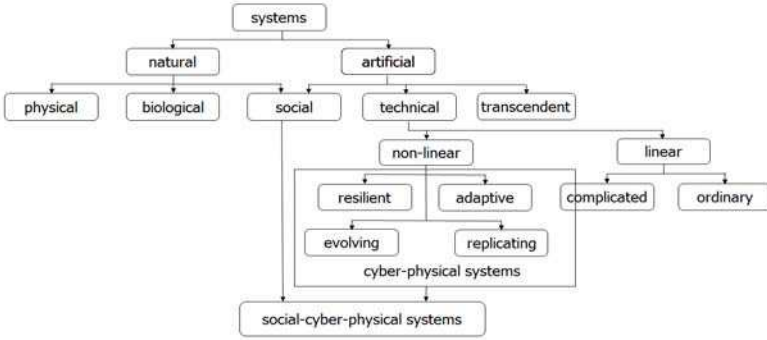 systems
natural
artificial
physical
biological
social
technical
transcendent
non-linear
linear
resilient
adaptive
complicated
ordinary
evolving
replicating
cyber-physical systems
social-cyber-physical systems